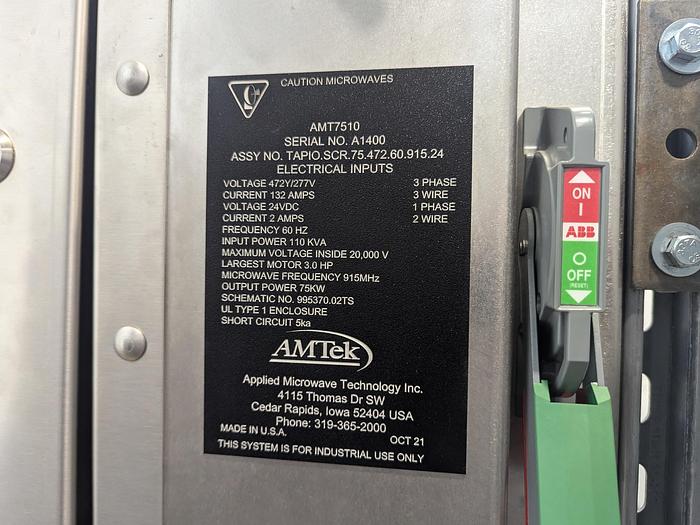 CAUTION MICROWAVES
AMT7510
SERIAL NO. A1400
ASSY NO. TAPIO.SCR.75.472.60.915.24
ELECTRICAL INPUTS
VOLTAGE 472Y/277V 3 PHASE
CURRENT 132 AMPS 3 WIRE
VOLTAGE 24VDC 1 PHASE
CURRENT 2 AMPS 2 WIRE
FREQUENCY 60 HZ
INPUT POWER 110 KVA
MAXIMUM VOLTAGE INSIDE 20,000 V
LARGEST MOTOR 3.0 HP
MICROWAVE FREQUENCY 915MHz
OUTPUT POWER 75KW
SCHEMATIC NO. 995370.02TS
UL TYPE 1 ENCLOSURE
SHORT CIRCUIT 5ka
AMTek
Applied Microwave Technology Inc.
4115 Thomas Dr SW
Cedar Rapids, Iowa 52404 USA
Phone: 319-365-2000
MADE IN U.S.A. OCT 21
THIS SYSTEM IS FOR INDUSTRIAL USE ONLY
ON
I
ABB
O
OFF
(RESET)